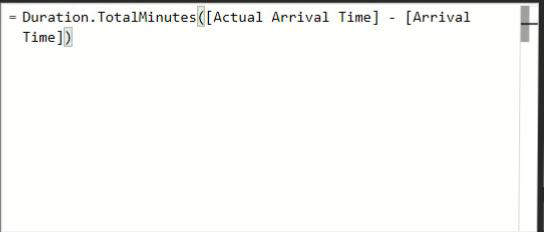 = Duration.TotalMinutes([Actual Arrival Time] - [Arrival
Time])